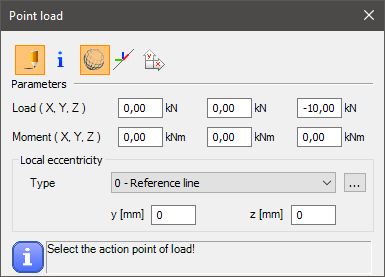 Point load
Parameters
Load ( X, Y, Z ) 0,00 kN 0,00 kN -10,00 kN
Moment ( X, Y, Z ) 0,00 kNm 0,00 kNm 0,00 kNm
Local eccentricity
Type 0 - Reference line ...
y [mm] 0 z [mm] 0
Select the action point of load!